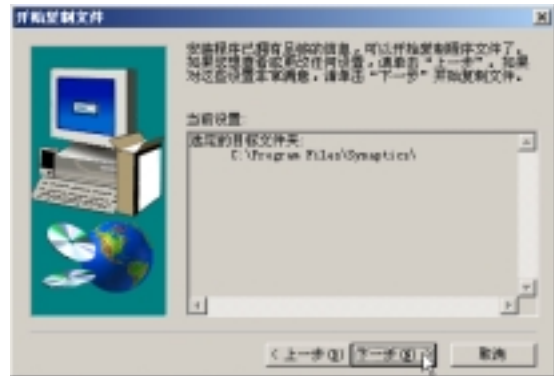 开始复制文件
安装程序已拥有足够的信息，可以开始复制程序文件了。
如果您想查看或更改任何设置，请单击“上一步”。如果
对这些设置非常满意，请单击“下一步”开始复制文件。
当前设置:
选定的目标文件夹:
C:\Program Files\Synaptics\
< 上一步(B)
下一步(N) >
取消